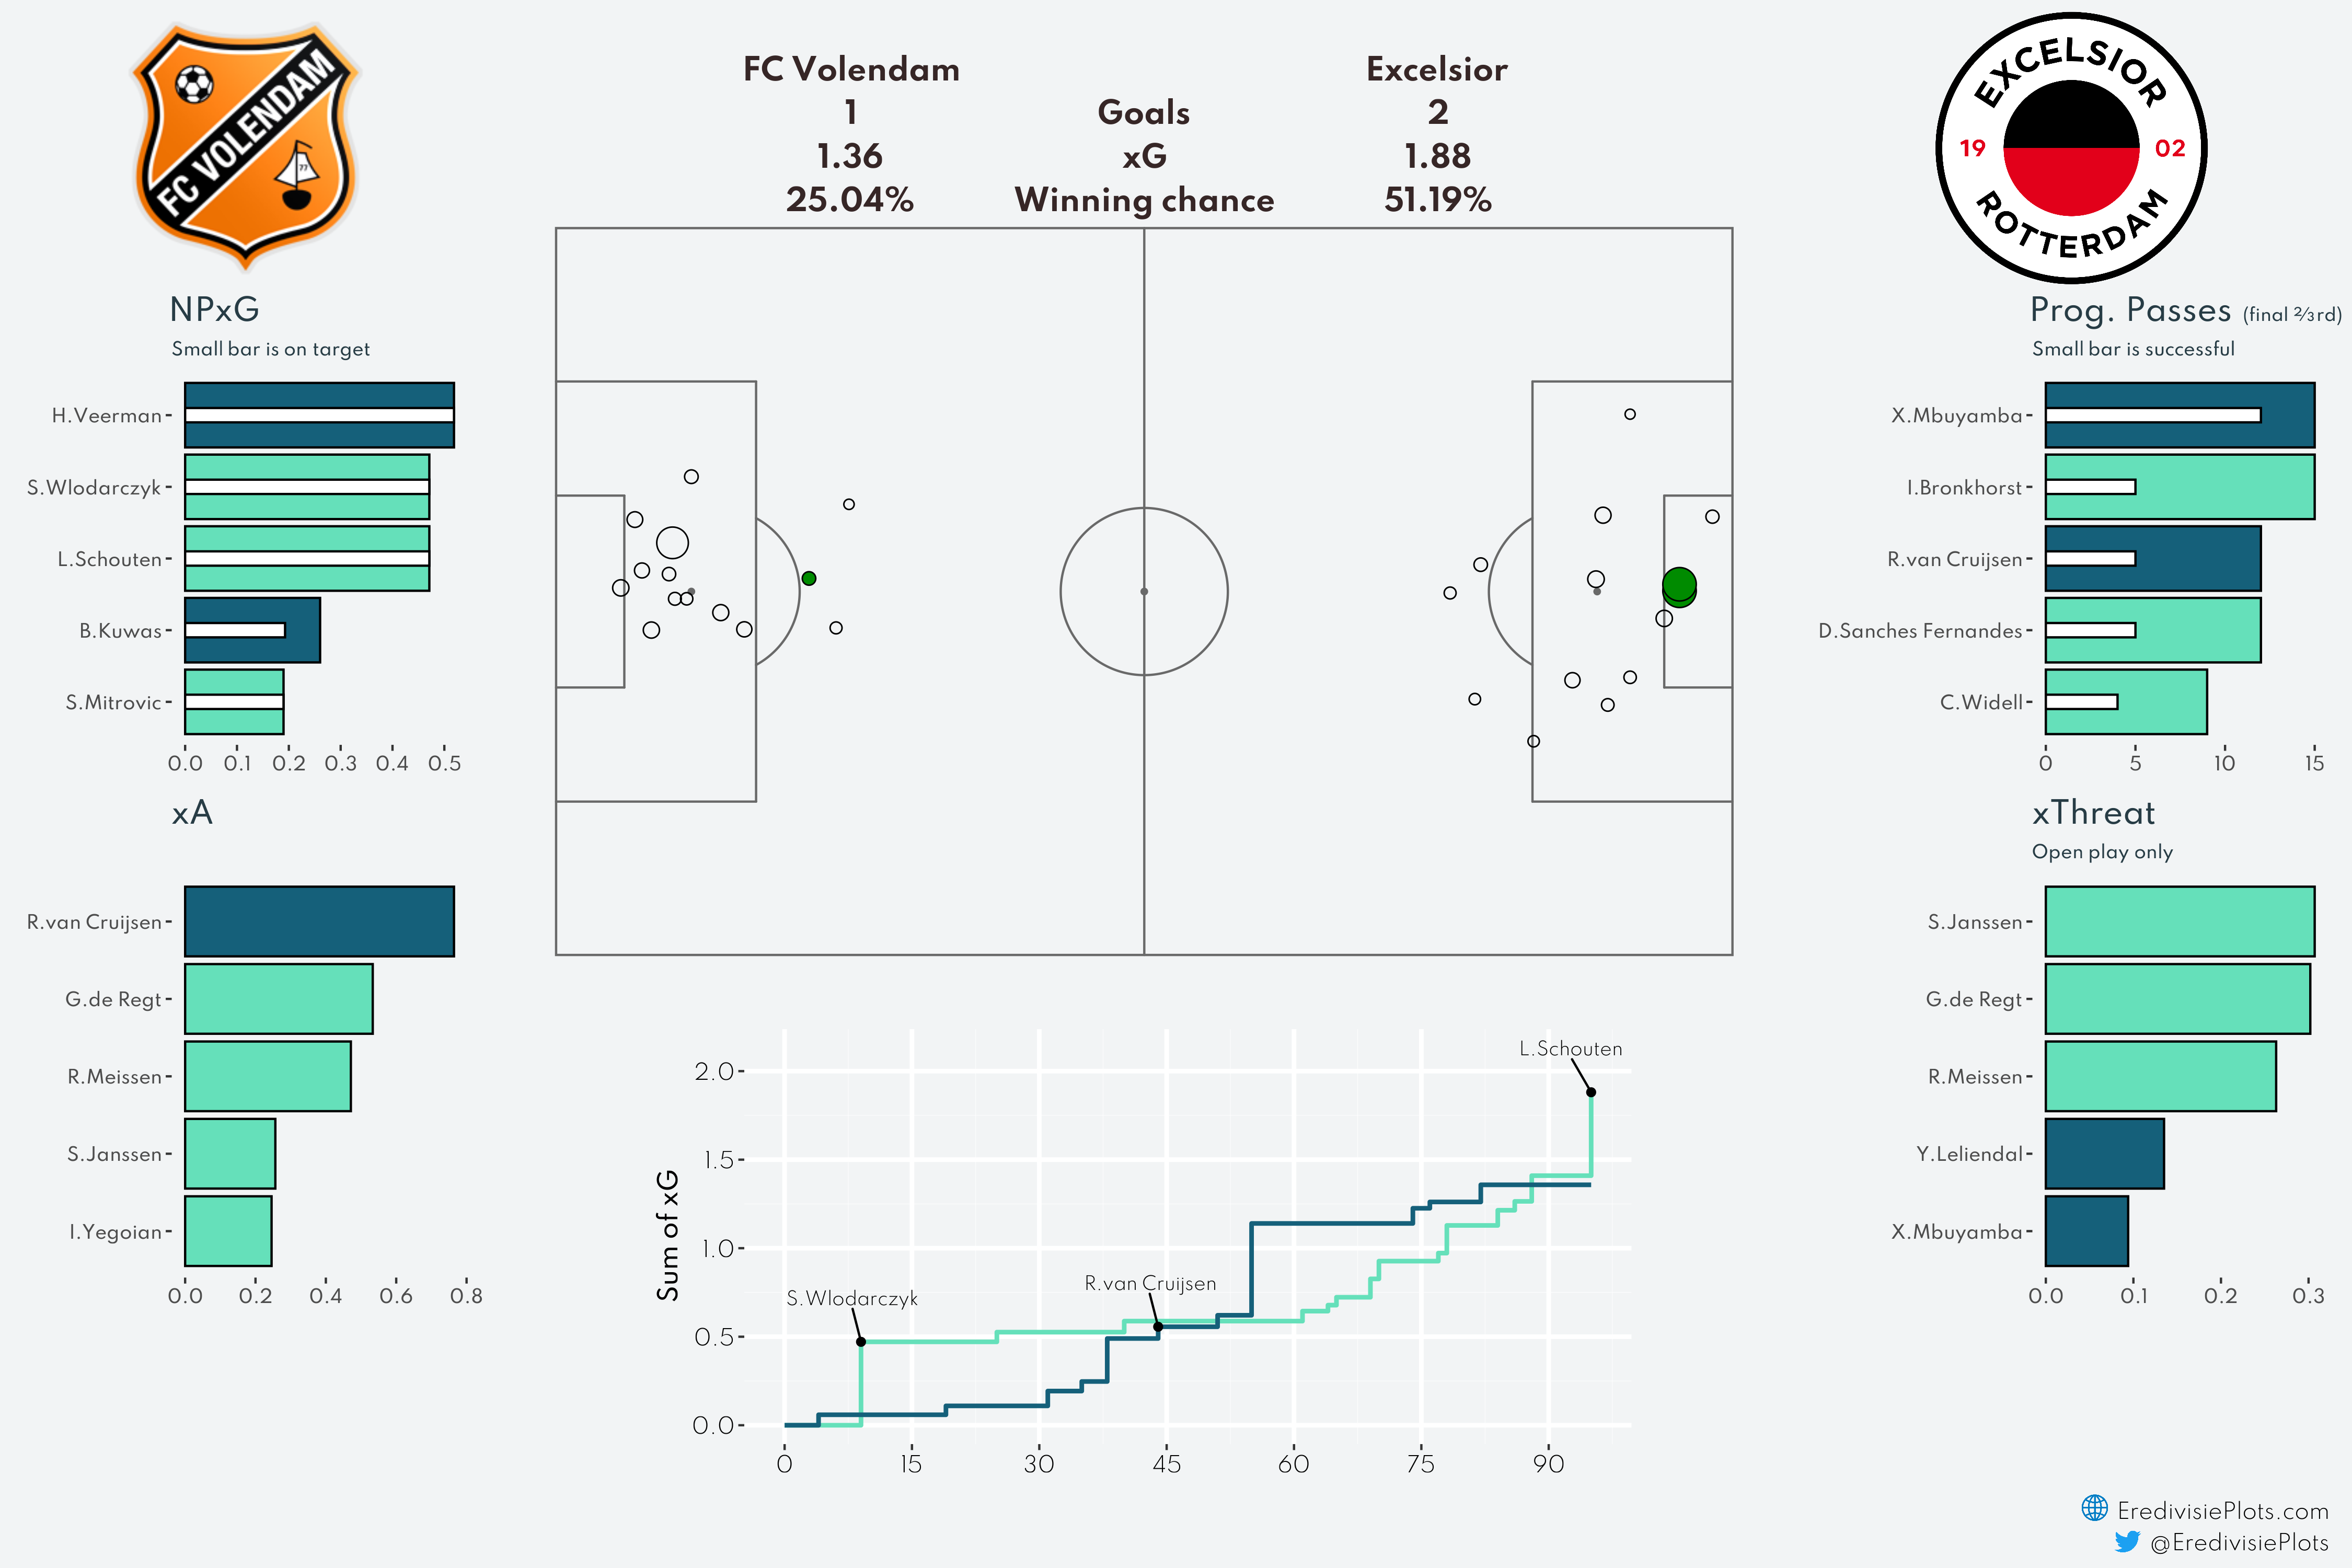 FC VOLENDAM
77
FC Volendam
Excelsior
1
Goals
2
1.36
xG
1.88
25.04%
Winning chance
51.19%
EXCELSIOR
19 02
ROTTERDAM
NPxG
Small bar is on target
H.Veerman
S.Wlodarczyk
L.Schouten
B.Kuwas
S.Mitrovic
0.0 0.1 0.2 0.3 0.4 0.5
xA
R.van Cruijsen
G.de Regt
R.Meissen
S.Janssen
I.Yegoian
0.0 0.2 0.4 0.6 0.8
Sum of xG
2.0
1.5
1.0
0.5
0.0
S.Wlodarczyk
R.van Cruijsen
L.Schouten
0 15 30 45 60 75 90
Prog. Passes (final ⅔rd)
Small bar is successful
X.Mbuyamba
I.Bronkhorst
R.van Cruijsen
D.Sanches Fernandes
C.Widell
0 5 10 15
xThreat
Open play only
S.Janssen
G.de Regt
R.Meissen
Y.Leliendal
X.Mbuyamba
0.0 0.1 0.2 0.3
EredivisiePlots.com
@EredivisiePlots